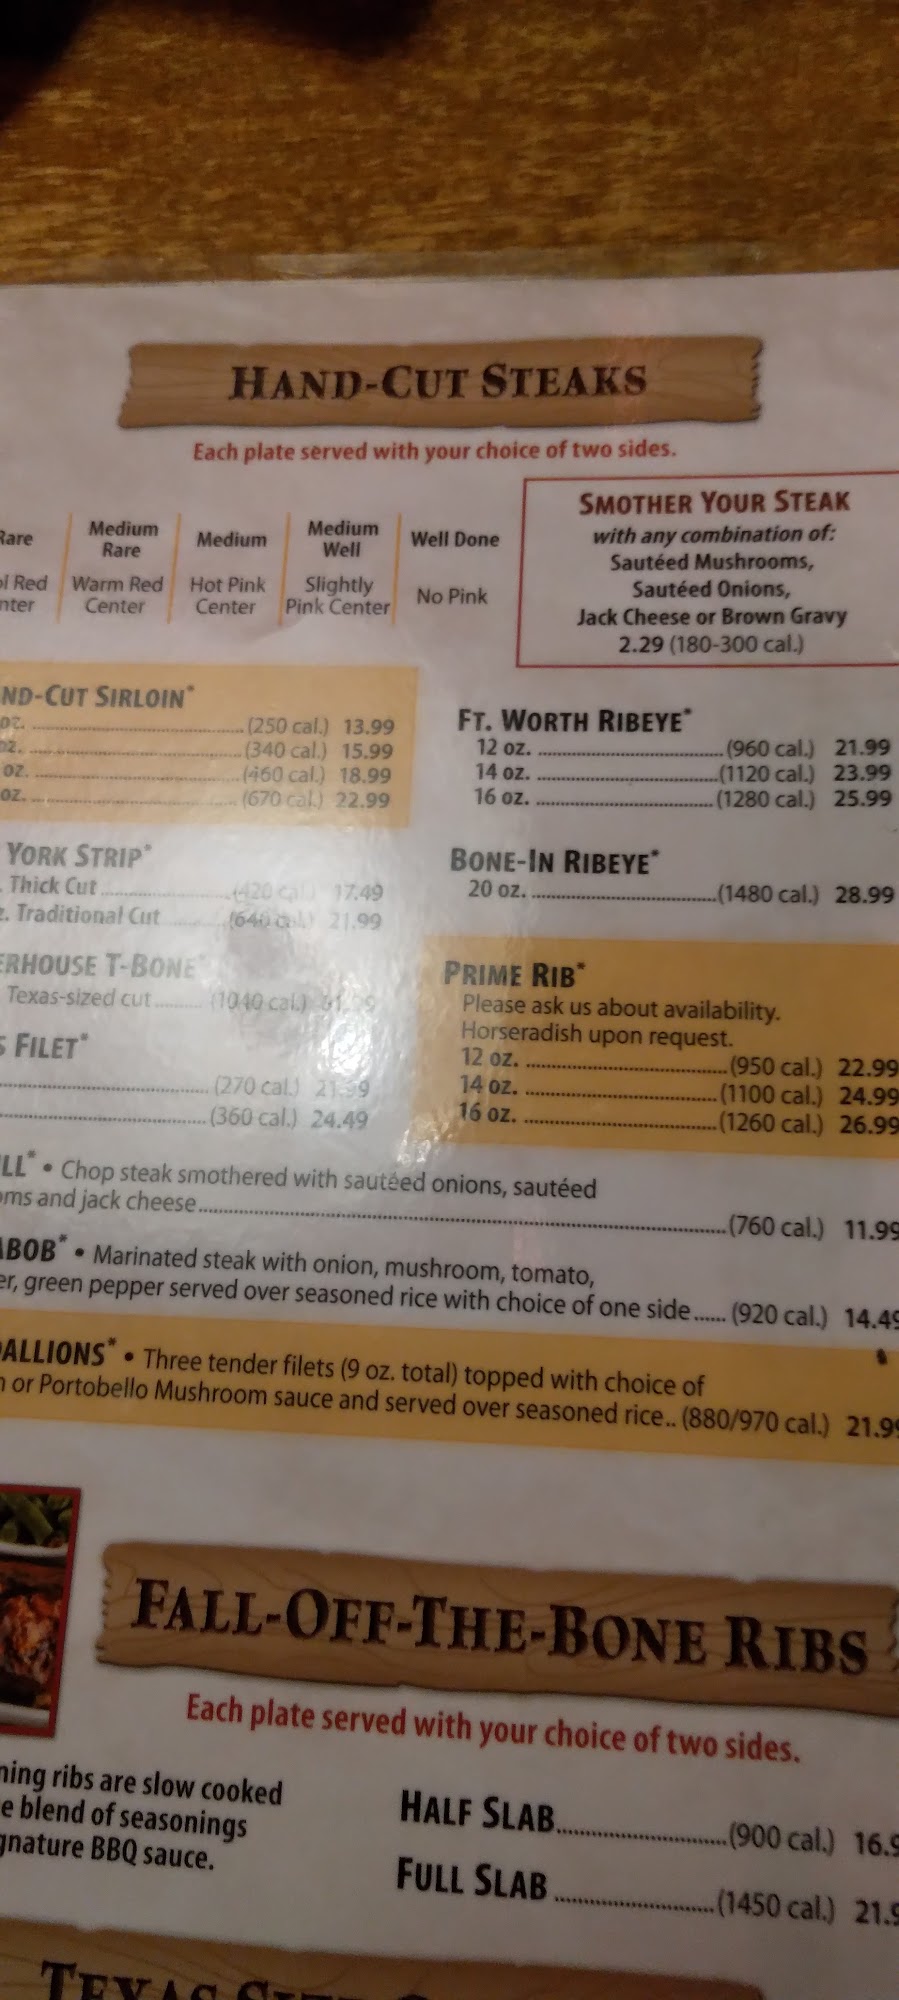 HAND-CUT STEAKS
Each plate served with your choice of two sides.
Rare
Medium Rare
Medium
Medium Well
Well Done
Red
Warm Red Center
Hot Pink Center
Slightly Pink Center
No Pink
SMOTHER YOUR STEAK
with any combination of:
Sautéed Mushrooms,
Sautéed Onions,
Jack Cheese or Brown Gravy
2.29 (180-300 cal.)
CUT SIRLOIN*
oz. (250 cal.) 13.99
oz. (340 cal.) 15.99
oz. (460 cal.) 18.99
oz. (670 cal.) 22.99
YORK STRIP*
Thick Cut (420 cal.) 17.49
Traditional Cut (640 cal.) 21.99
T-BONE*
Texas-sized cut (1040 cal.)
FILET*
(270 cal.) 21.99
(360 cal.) 24.49
FT. WORTH RIBEYE*
12 oz. (960 cal.) 21.99
14 oz. (1120 cal.) 23.99
16 oz. (1280 cal.) 25.99
BONE-IN RIBEYE*
20 oz. (1480 cal.) 28.99
PRIME RIB*
Please ask us about availability.
Horseradish upon request.
12 oz. (950 cal.) 22.99
14 oz. (1100 cal.) 24.99
16 oz. (1260 cal.) 26.99
• Chop steak smothered with sautéed onions, sautéed
and jack cheese (760 cal.) 11.99
• Marinated steak with onion, mushroom, tomato,
green pepper served over seasoned rice with choice of one side (920 cal.) 14.49
• Three tender filets (9 oz. total) topped with choice of
or Portobello Mushroom sauce and served over seasoned rice.. (880/970 cal.) 21.99
FALL-OFF-THE-BONE RIBS
Each plate served with your choice of two sides.
ribs are slow cooked
blend of seasonings
BBQ sauce.
HALF SLAB (900 cal.)
FULL SLAB (1450 cal.)
TEXAS